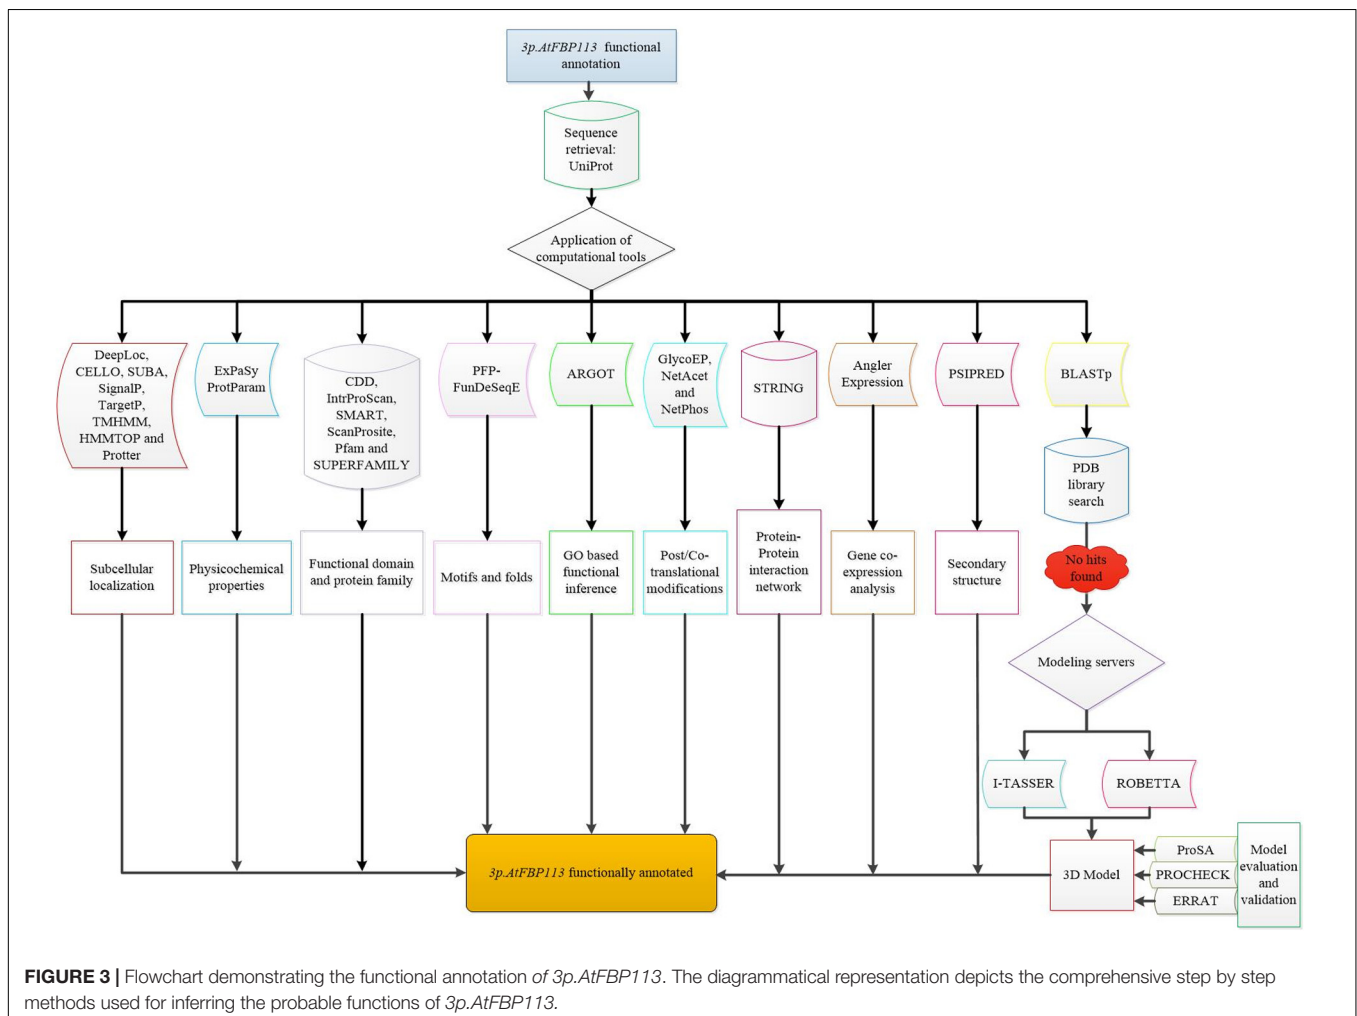 3p.AtFBP113 functional
annotation
Sequence
retrieval:
UniProt
Application of
computational tools
DeepLoc,
CELLO, SUBA,
SignalP,
TargetP,
TMHMM,
HMMTOP and
Protter
ExPaSy
ProtParam
CDD,
IntrProScan,
SMART,
ScanProsite,
Pfam and
SUPERFAMILY
PFP-
FunDeSeqE
ARGOT
GlycoEP,
NetAcet
and
NetPhos
STRING
Angler
Expression
PSIPRED
BLASTp
PDB
library
search
No hits
found
Subcellular
localization
Physicochemical
properties
Functional domain
and protein family
Motifs and folds
GO based
functional
inference
Post/Co-
translational
modifications
Protein-
Protein
interaction
network
Gene co-
expression
analysis
Secondary
structure
Modeling servers
I-TASSER
ROBETTA
3p.AtFBP113 functionally annotated
3D Model
ProSA
PROCHECK
ERRAT
Model
evaluation
and
validation
FIGURE 3 | Flowchart demonstrating the functional annotation of 3p.AtFBP113. The diagrammatical representation depicts the comprehensive step by step
methods used for inferring the probable functions of 3p.AtFBP113.